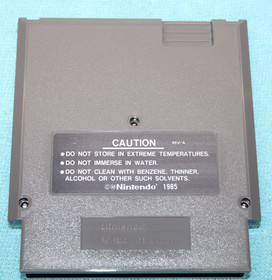 CAUTION REV-A
• DO NOT STORE IN EXTREME TEMPERATURES.
• DO NOT IMMERSE IN WATER.
• DO NOT CLEAN WITH BENZENE, THINNER,
ALCOHOL OR OTHER SUCH SOLVENTS.
©®Nintendo 1985